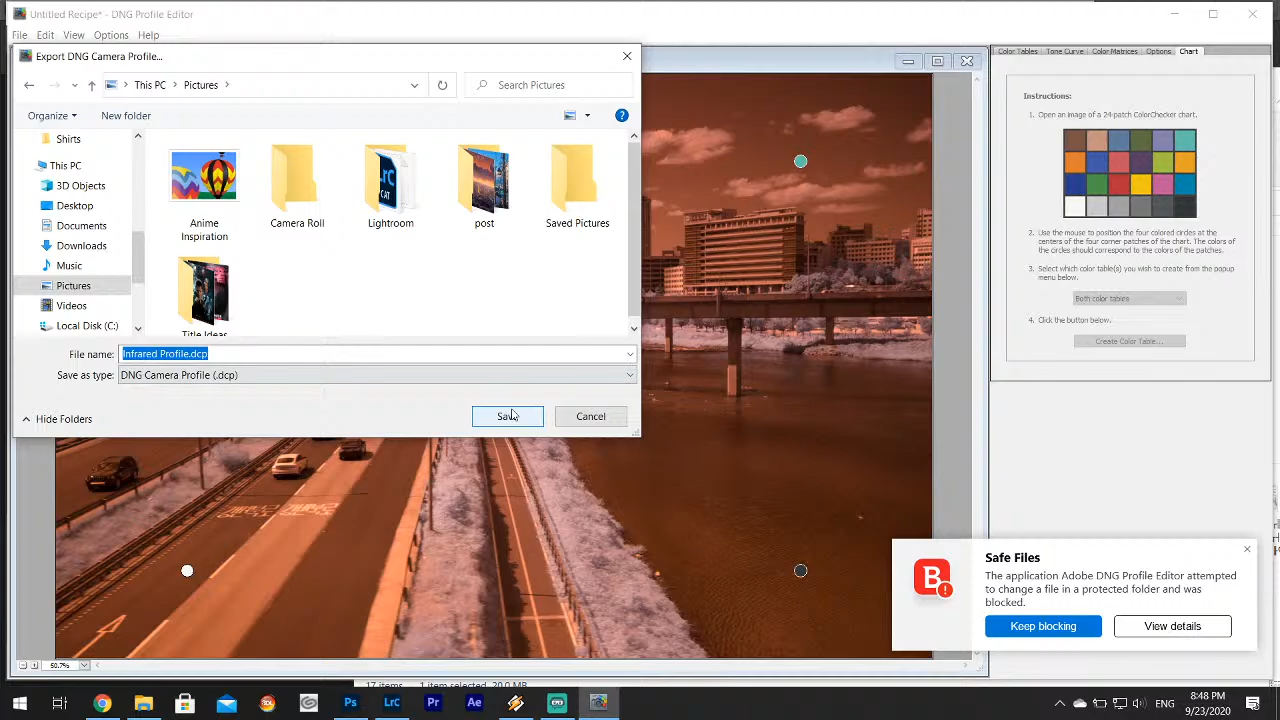 Untitled Recipe* - DNG Profile Editor
File Edit View Options Help
Export DNG Camera Profile...
This PC Pictures
Search Pictures
Organize New folder
Shirts
This PC
3D Objects
Desktop
Documents
Downloads
Music
Pictures
Videos
Local Disk (C:)
Anime
Inspiration
Camera Roll
Lightroom
post
Saved Pictures
Title Ideas
File name: Infrared Profile.dcp
Save as type: DNG Camera Profile (.dcp)
Hide Folders
Save Cancel
Color Tables Tone Curve Color Matrices Options Chart
Instructions:
1. Open an image of a 24-patch ColorChecker chart.
2. Use the mouse to position the four colored circles at the
centers of the four corner patches of the chart. The colors of
the circles should correspond to the colors of the patches.
3. Select which color table(s) you wish to create from the popup
menu below.
Both color tables
4. Click the button below.
Create Color Table...
Safe Files
The application Adobe DNG Profile Editor attempted
to change a file in a protected folder and was
blocked.
Keep blocking View details
50.7%
17 items 1 item selected 20.0 MB
Ps Lrc Pr Ae
ENG
8:48 PM
9/23/2020